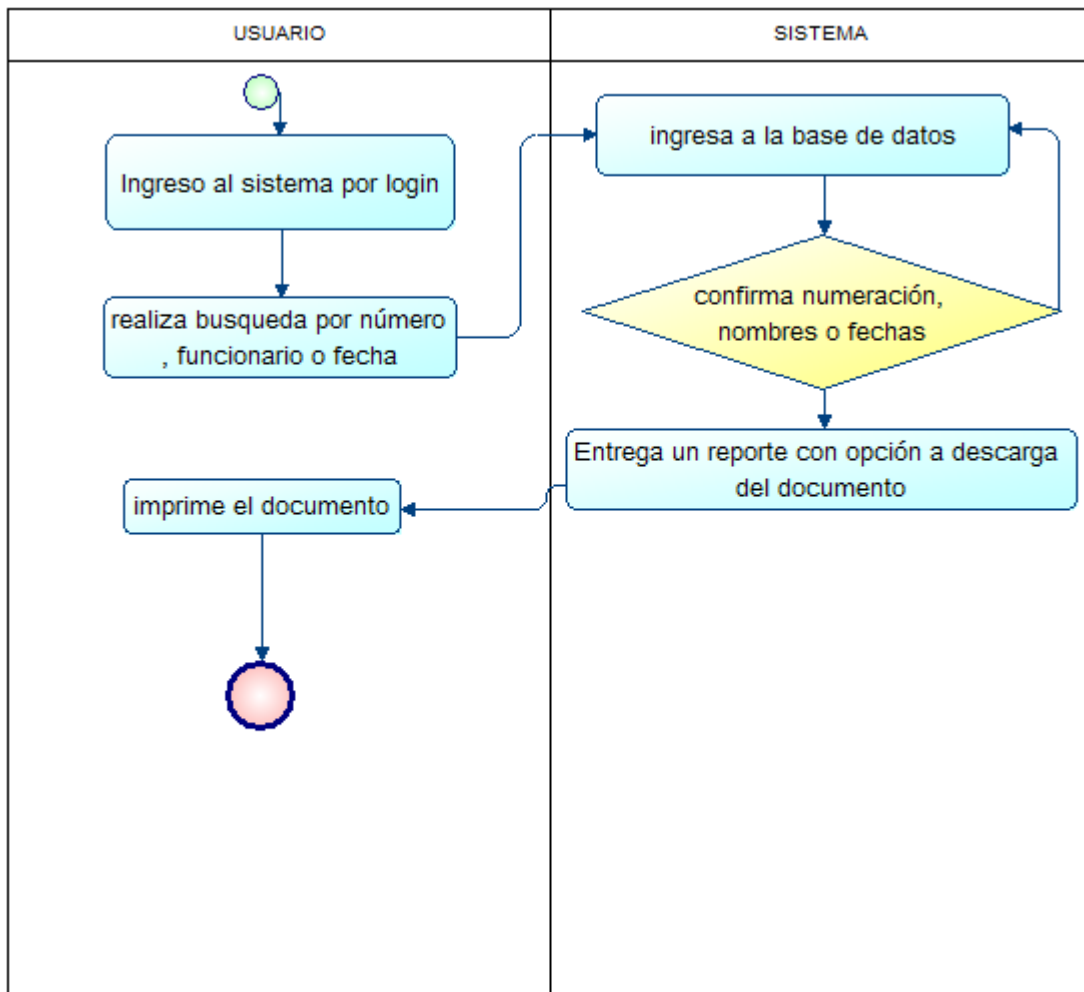 USUARIO
SISTEMA
Ingreso al sistema por login
realiza busqueda por número
, funcionario o fecha
ingresa a la base de datos
confirma numeración,
nombres o fechas
Entrega un reporte con opción a descarga
del documento
imprime el documento